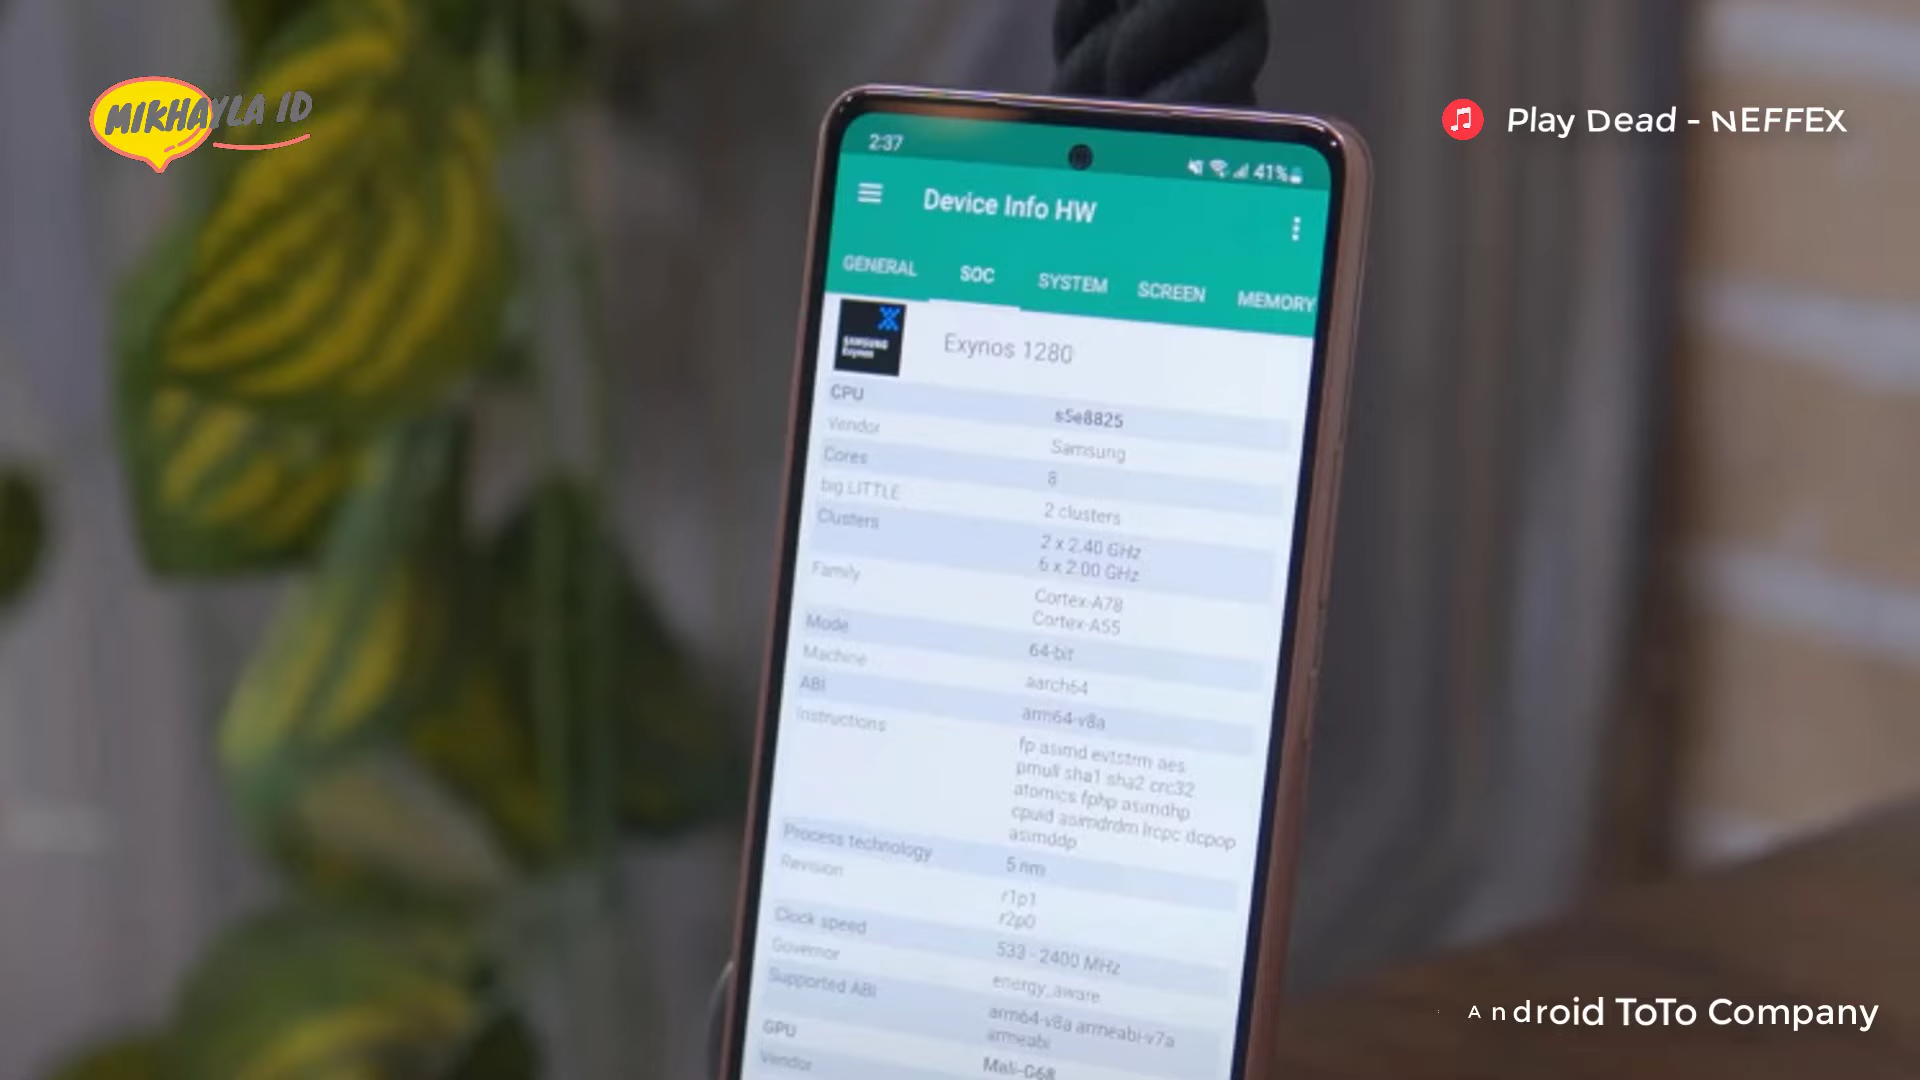 MIKHAYLA ID
Play Dead - NEFFEX
2:37
41%
Device Info HW
GENERAL SOC SYSTEM SCREEN MEMORY
SAMSUNG
Exynos
Exynos 1280
CPU s5e8825
Vendor Samsung
Cores 8
big.LITTLE 2 clusters
Clusters 2 x 2.40 GHz
6 x 2.00 GHz
Family Cortex-A78
Cortex-A55
Mode 64-bit
Machine aarch64
ABI arm64-v8a
Instructions fp asimd evtstrm aes
pmull sha1 sha2 crc32
atomics fphp asimdhp
cpuid asimdrdm lrcpc dcpop
asimddp
Process technology 5 nm
Revision r1p1
r2p0
Clock speed 533 - 2400 MHz
Governor energy_aware
Supported ABI arm64-v8a armeabi-v7a
armeabi
GPU Mali-G68
Vendor
Android ToTo Company